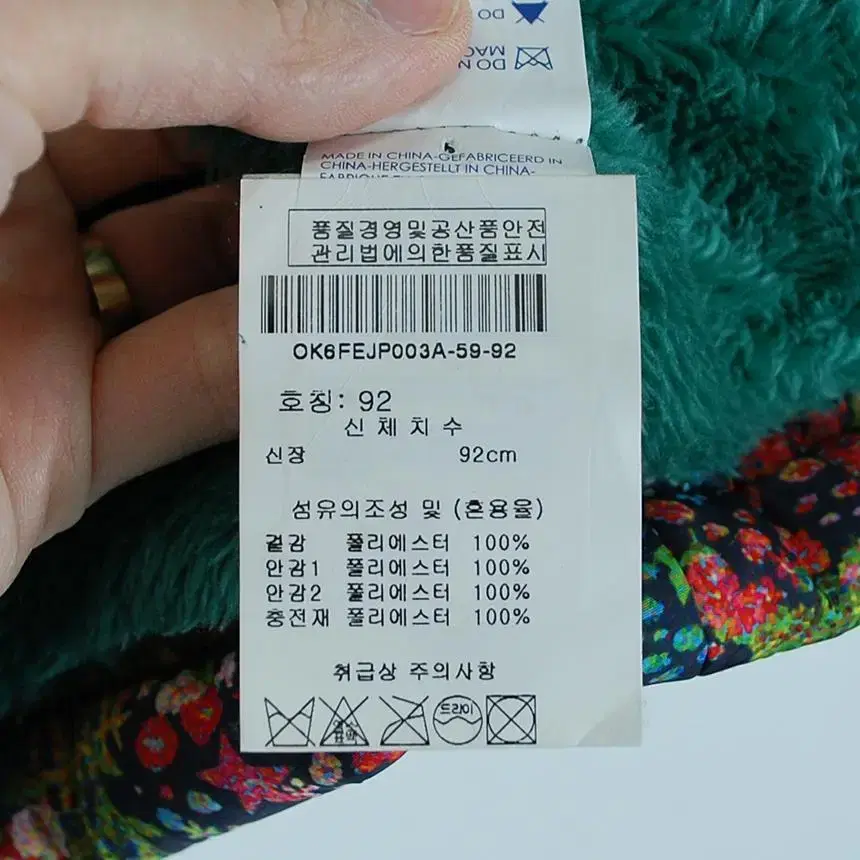 DO
DO N
MAC
MADE IN CHINA-GEFABRICEERD IN
CHINA-HERGESTELLT IN CHINA-
품질경영및공산품안전
관리법에의한품질표시
OK6FEJP003A-59-92
호칭: 92
신체치수
신장 92cm
섬유의조성 및 (혼용율)
겉감 폴리에스터 100%
안감1 폴리에스터 100%
안감2 폴리에스터 100%
충전재 폴리에스터 100%
취급상 주의사항
드라이